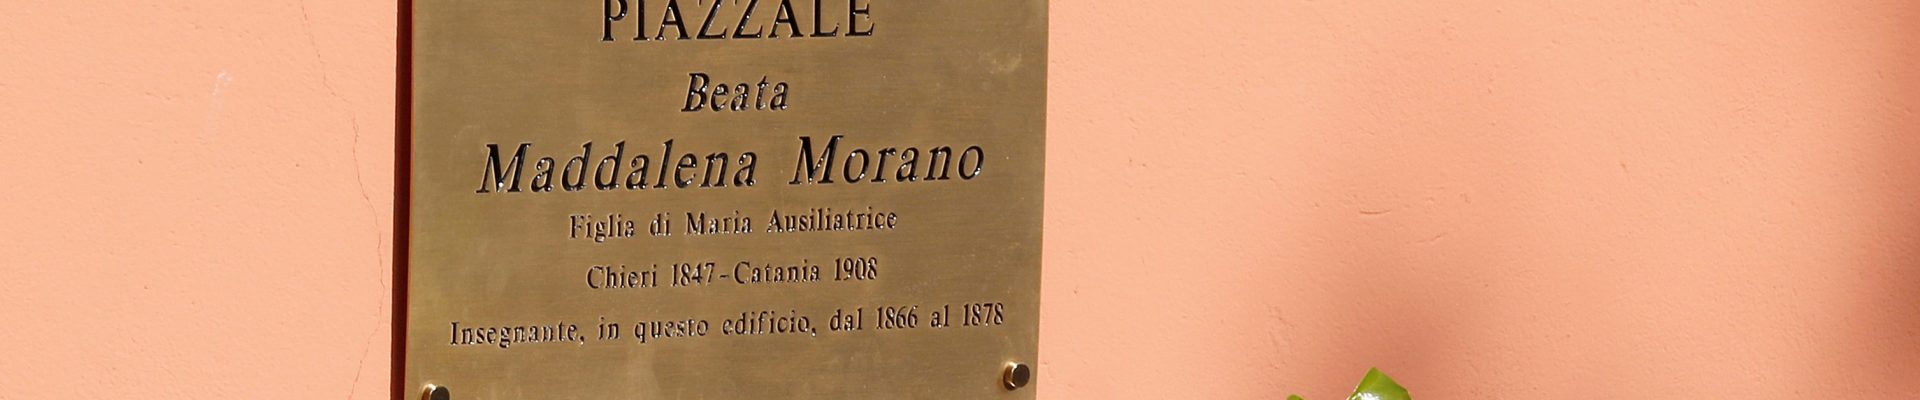 PIAZZALE
Beata
Maddalena Morano
Figlia di Maria Ausiliatrice
Chieri 1847-Catania 1908
Insegnante, in questo edificio, dal 1866 al 1878